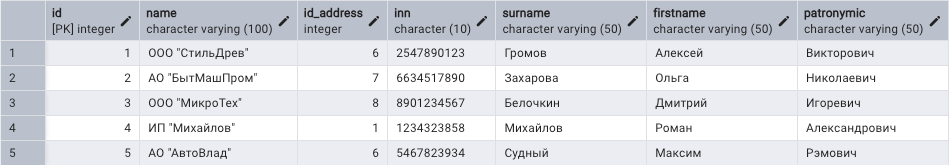 id name id_address inn surname firstname patronymic
[PK] integer character varying (100) integer character (10) character varying (50) character varying (50) character varying (50)
1 1 ООО "СтильДрев" 6 2547890123 Громов Алексей Викторович
2 2 АО "БытМашПром" 7 6634517890 Захарова Ольга Николаевич
3 3 ООО "МикроТех" 8 8901234567 Белочкин Дмитрий Игоревич
4 4 ИП "Михайлов" 1 1234323858 Михайлов Роман Александрович
5 5 АО "АвтоВлад" 6 5467823934 Судный Максим Рэмович